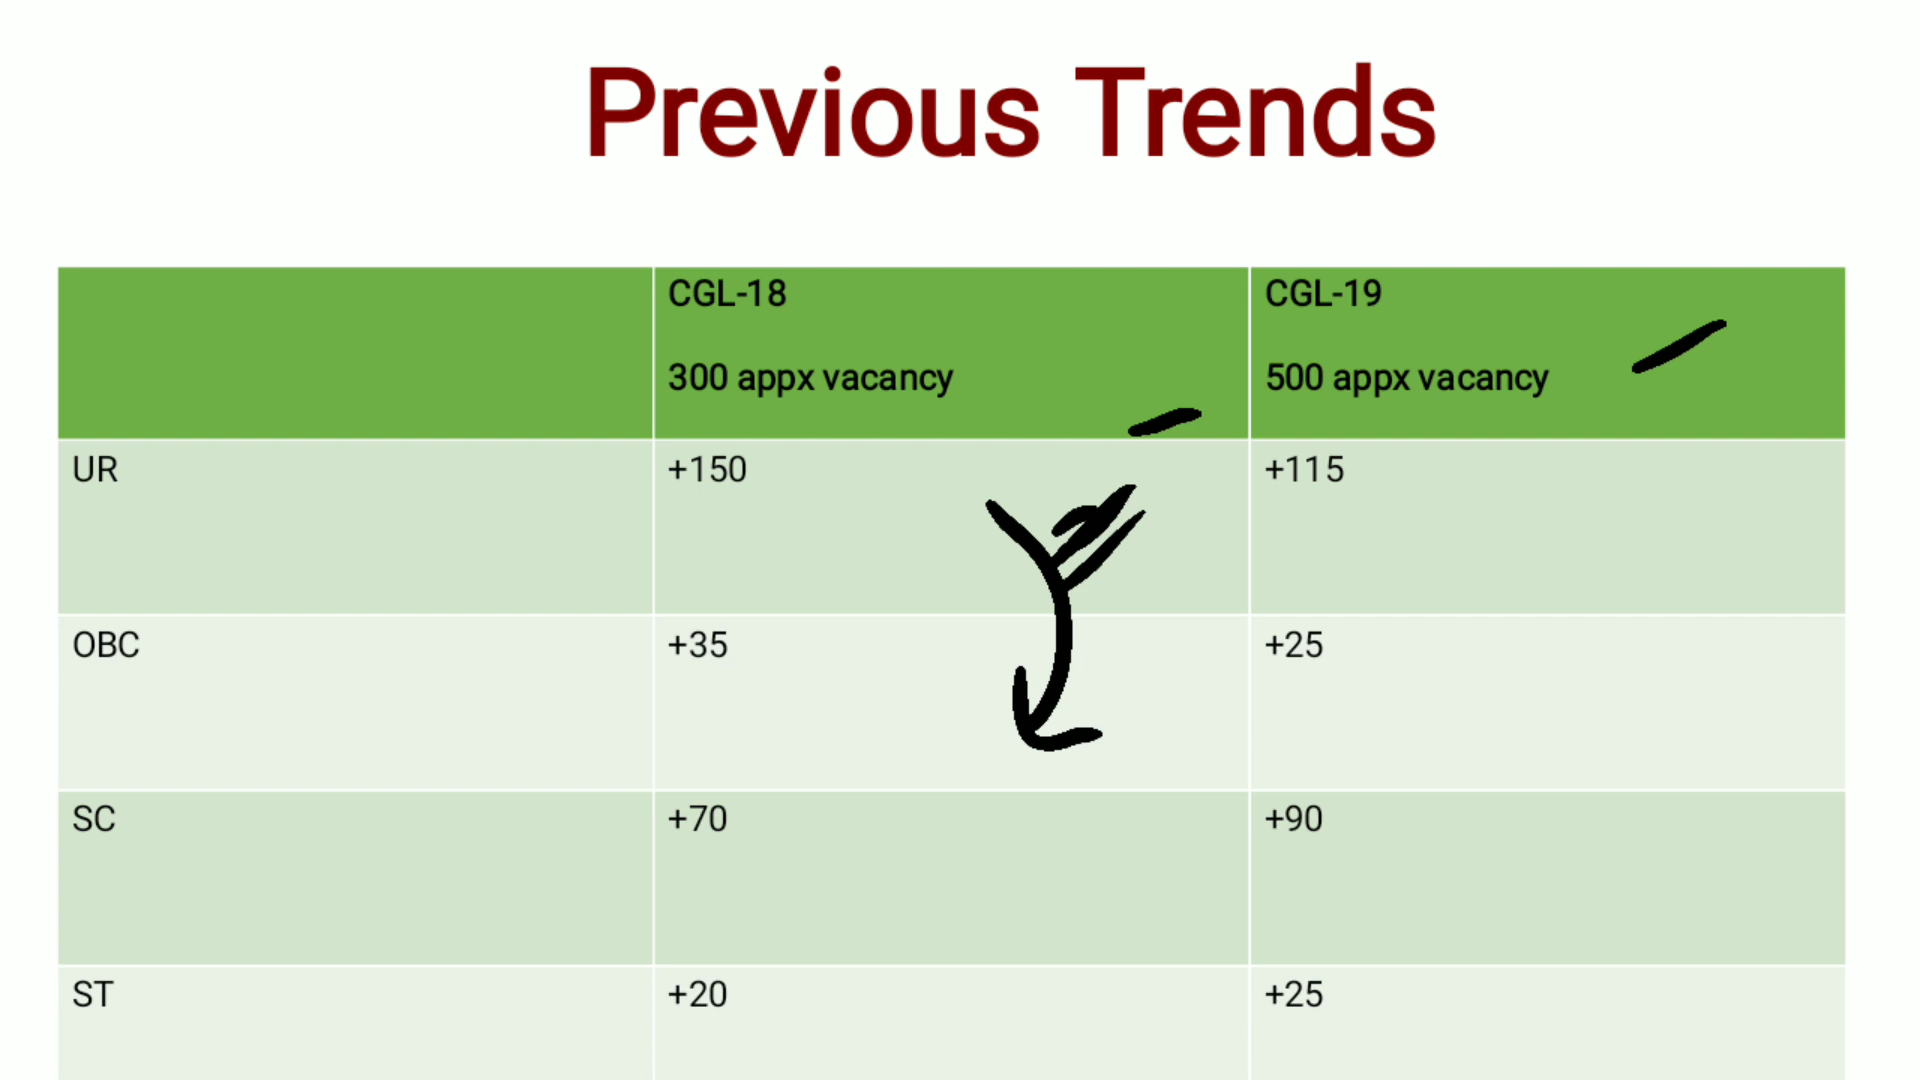 Previous Trends
CGL-18
300 appx vacancy
CGL-19
500 appx vacancy
UR
+150
+115
OBC
+35
+25
SC
+70
+90
ST
+20
+25